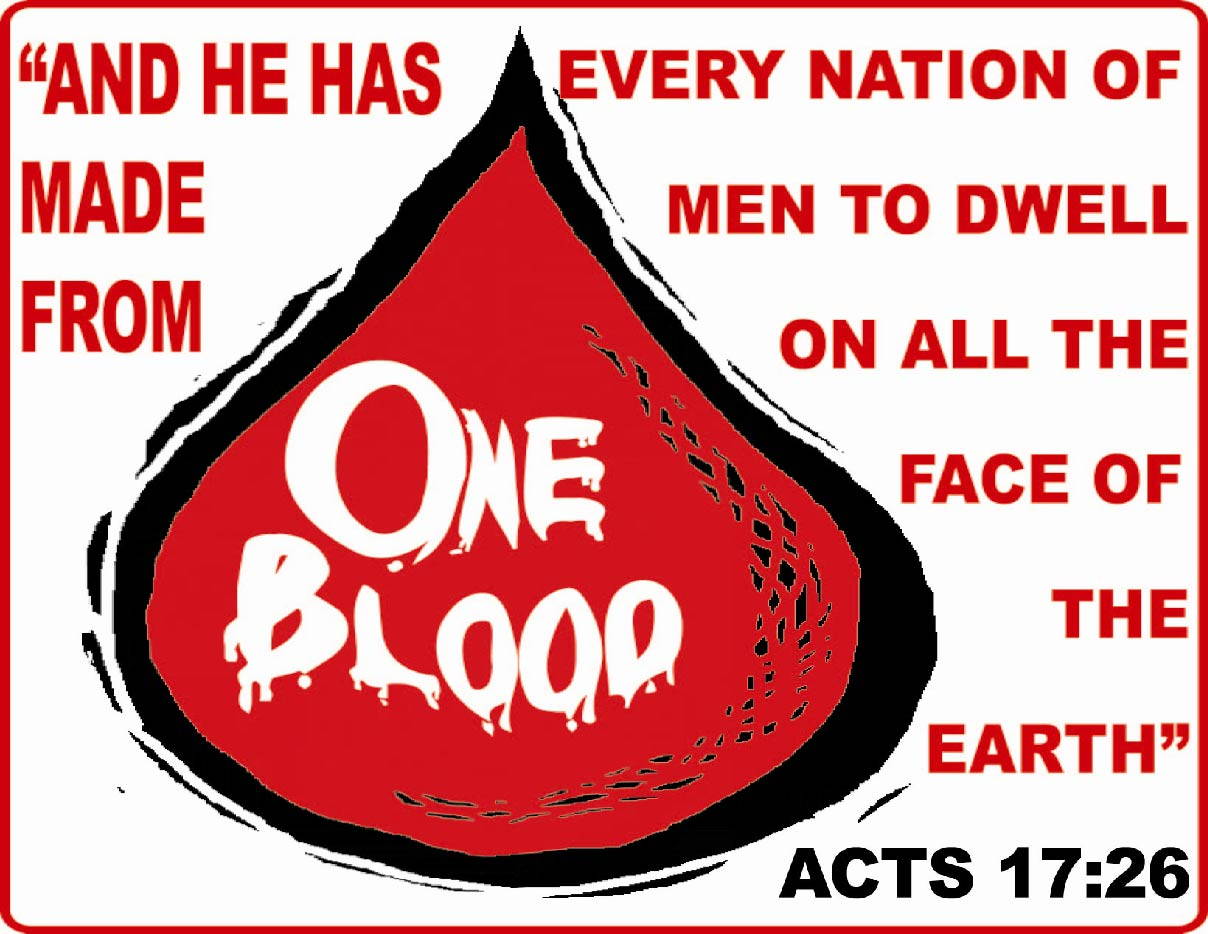 “AND HE HAS
MADE
FROM
ONE
BLOOD
EVERY NATION OF
MEN TO DWELL
ON ALL THE
FACE OF
THE
EARTH”
ACTS 17:26